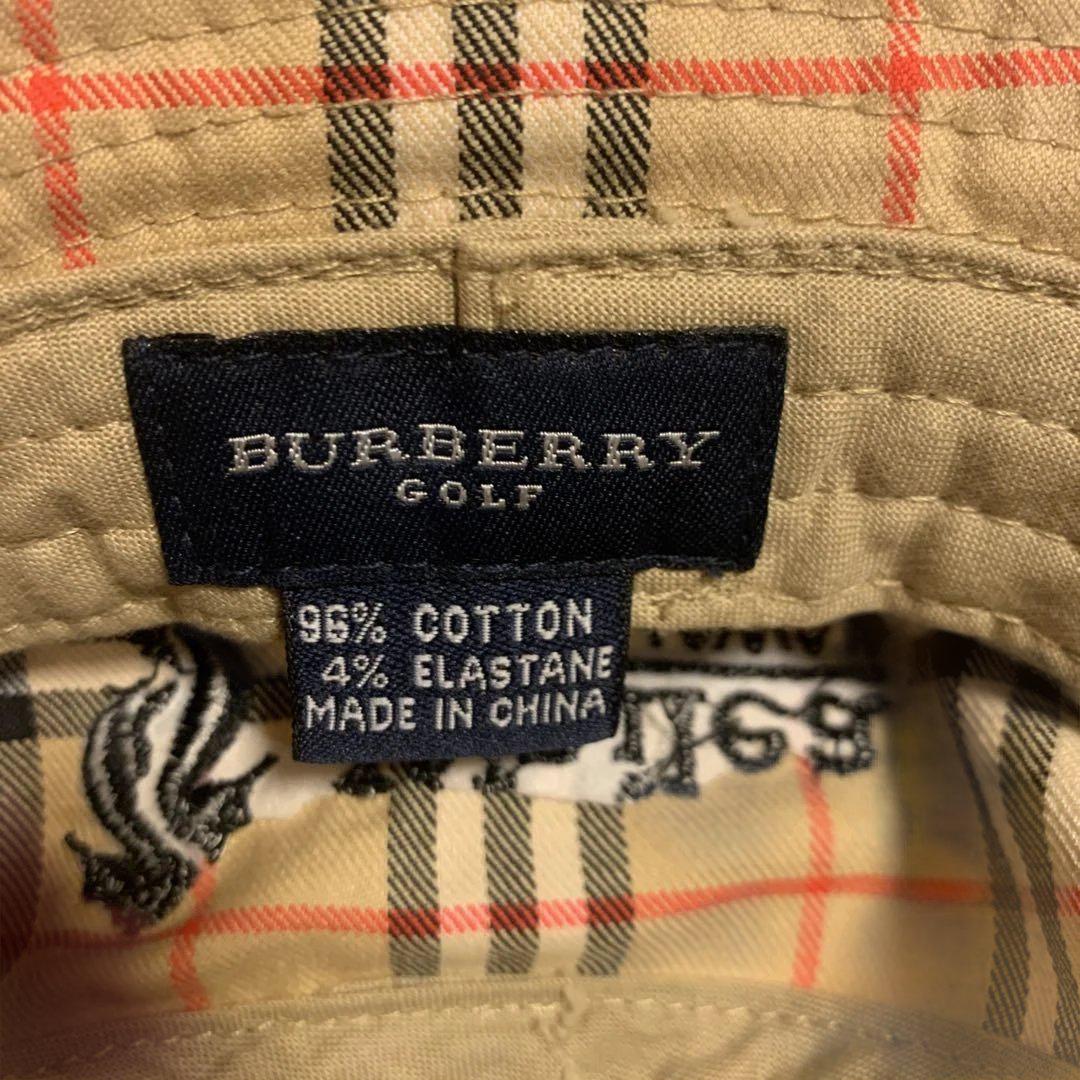 BURBERRY
GOLF
96% COTTON
4% ELASTANE
MADE IN CHINA